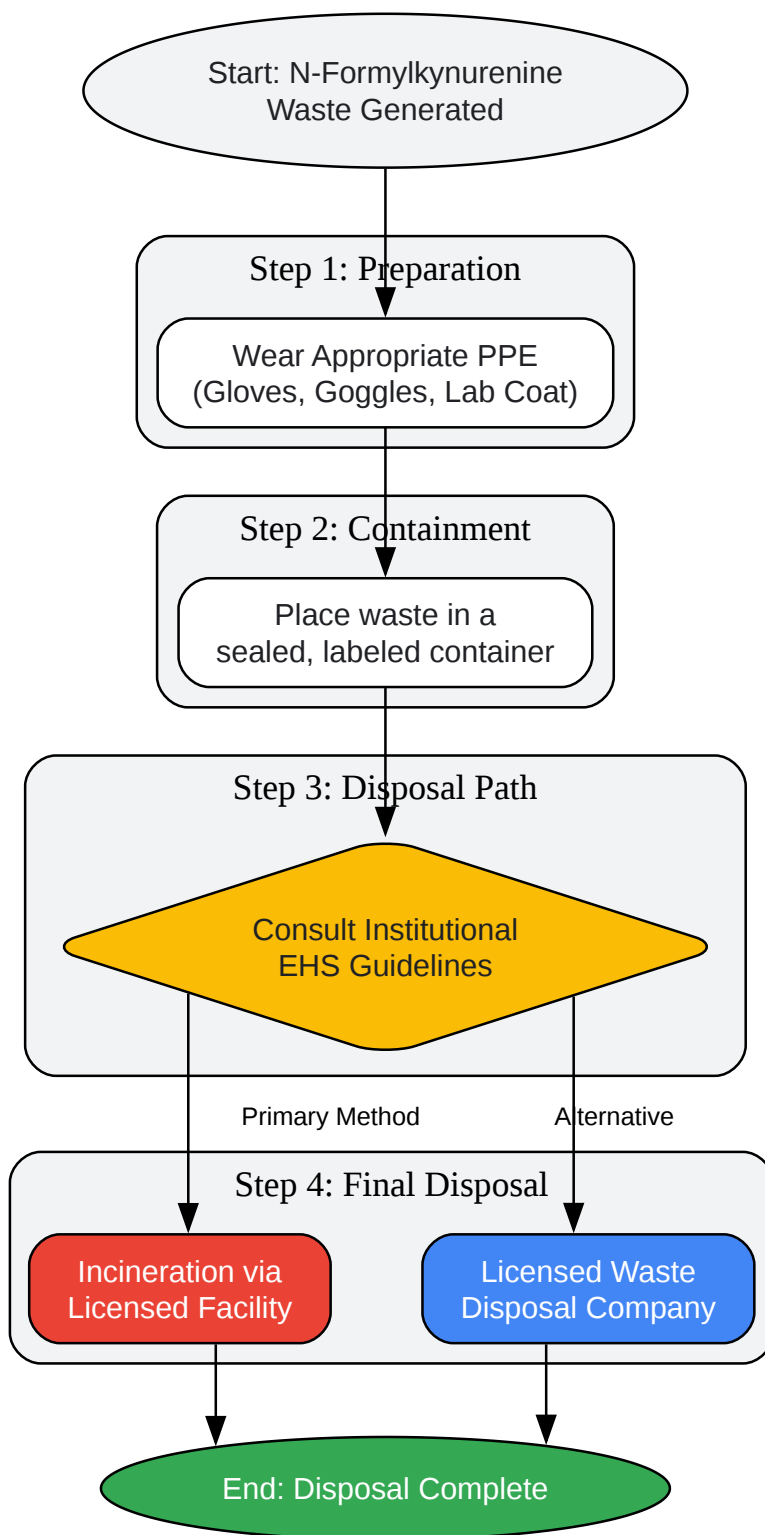 Start: N-Formylkynurenine
Waste Generated
Step 1: Preparation
Wear Appropriate PPE
(Gloves, Goggles, Lab Coat)
Step 2: Containment
Place waste in a
sealed, labeled container
Step 3: Disposal Path
Consult Institutional
EHS Guidelines
Primary Method
Alternative
Step 4: Final Disposal
Incineration via
Licensed Facility
Licensed Waste
Disposal Company
End: Disposal Complete